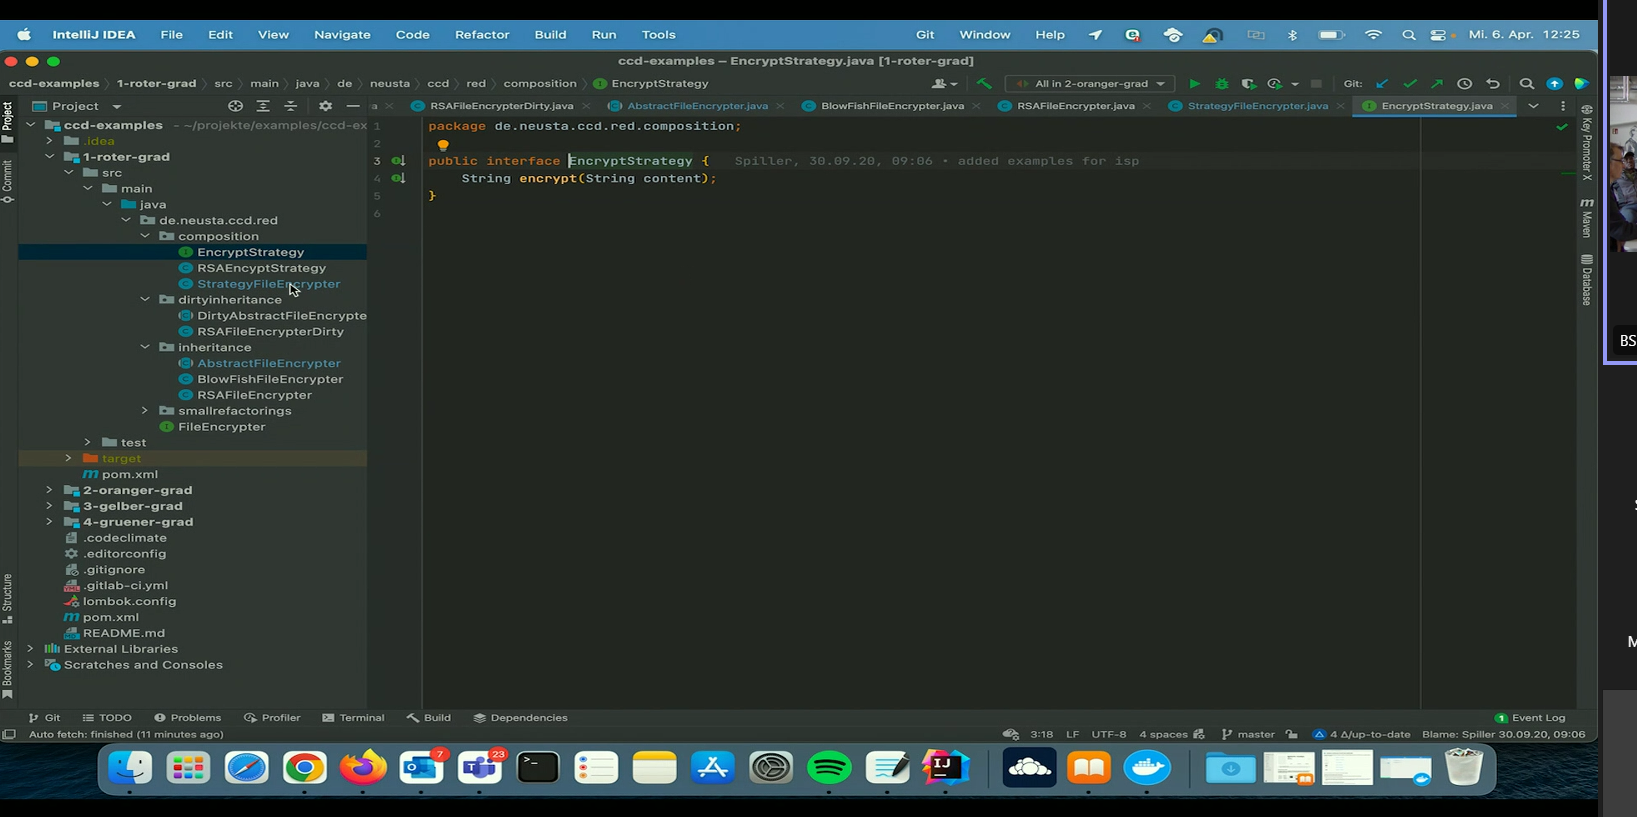 IntelliJ IDEA File Edit View Navigate Code Refactor Build Run Tools Git Window Help Mi. 6. Apr. 12:25
ccd-examples – EncryptStrategy.java [1-roter-grad]
ccd-examples 1-roter-grad src main java de neusta ccd red composition EncryptStrategy All in 2-oranger-grad Git:
Project RSAFileEncrypterDirty.java AbstractFileEncrypter.java BlowFishFileEncrypter.java RSAFileEncrypter.java StrategyFileEncrypter.java EncryptStrategy.java
ccd-examples - ~/projekte/examples/ccd-ex
.idea
1-roter-grad
src
main
java
de.neusta.ccd.red
composition
EncryptStrategy
RSAEncyptStrategy
StrategyFileEncrypter
dirtyinheritance
DirtyAbstractFileEncrypte
RSAFileEncrypterDirty
inheritance
AbstractFileEncrypter
BlowFishFileEncrypter
RSAFileEncrypter
smallrefactorings
FileEncrypter
test
target
pom.xml
2-oranger-grad
3-gelber-grad
4-gruener-grad
.codeclimate
.editorconfig
.gitignore
.gitlab-ci.yml
lombok.config
pom.xml
README.md
External Libraries
Scratches and Consoles
1 package de.neusta.ccd.red.composition;
2
3 public interface EncryptStrategy { Spiller, 30.09.20, 09:06 • added examples for isp
4 String encrypt(String content);
5 }
6
Project
Commit
Structure
Bookmarks
Key Promoter X
Maven
Database
BS
Git TODO Problems Profiler Terminal Build Dependencies 1 Event Log
Auto fetch: finished (11 minutes ago) 3:18 LF UTF-8 4 spaces master 4 Δ/up-to-date Blame: Spiller 30.09.20, 09:06
7 23 IJ